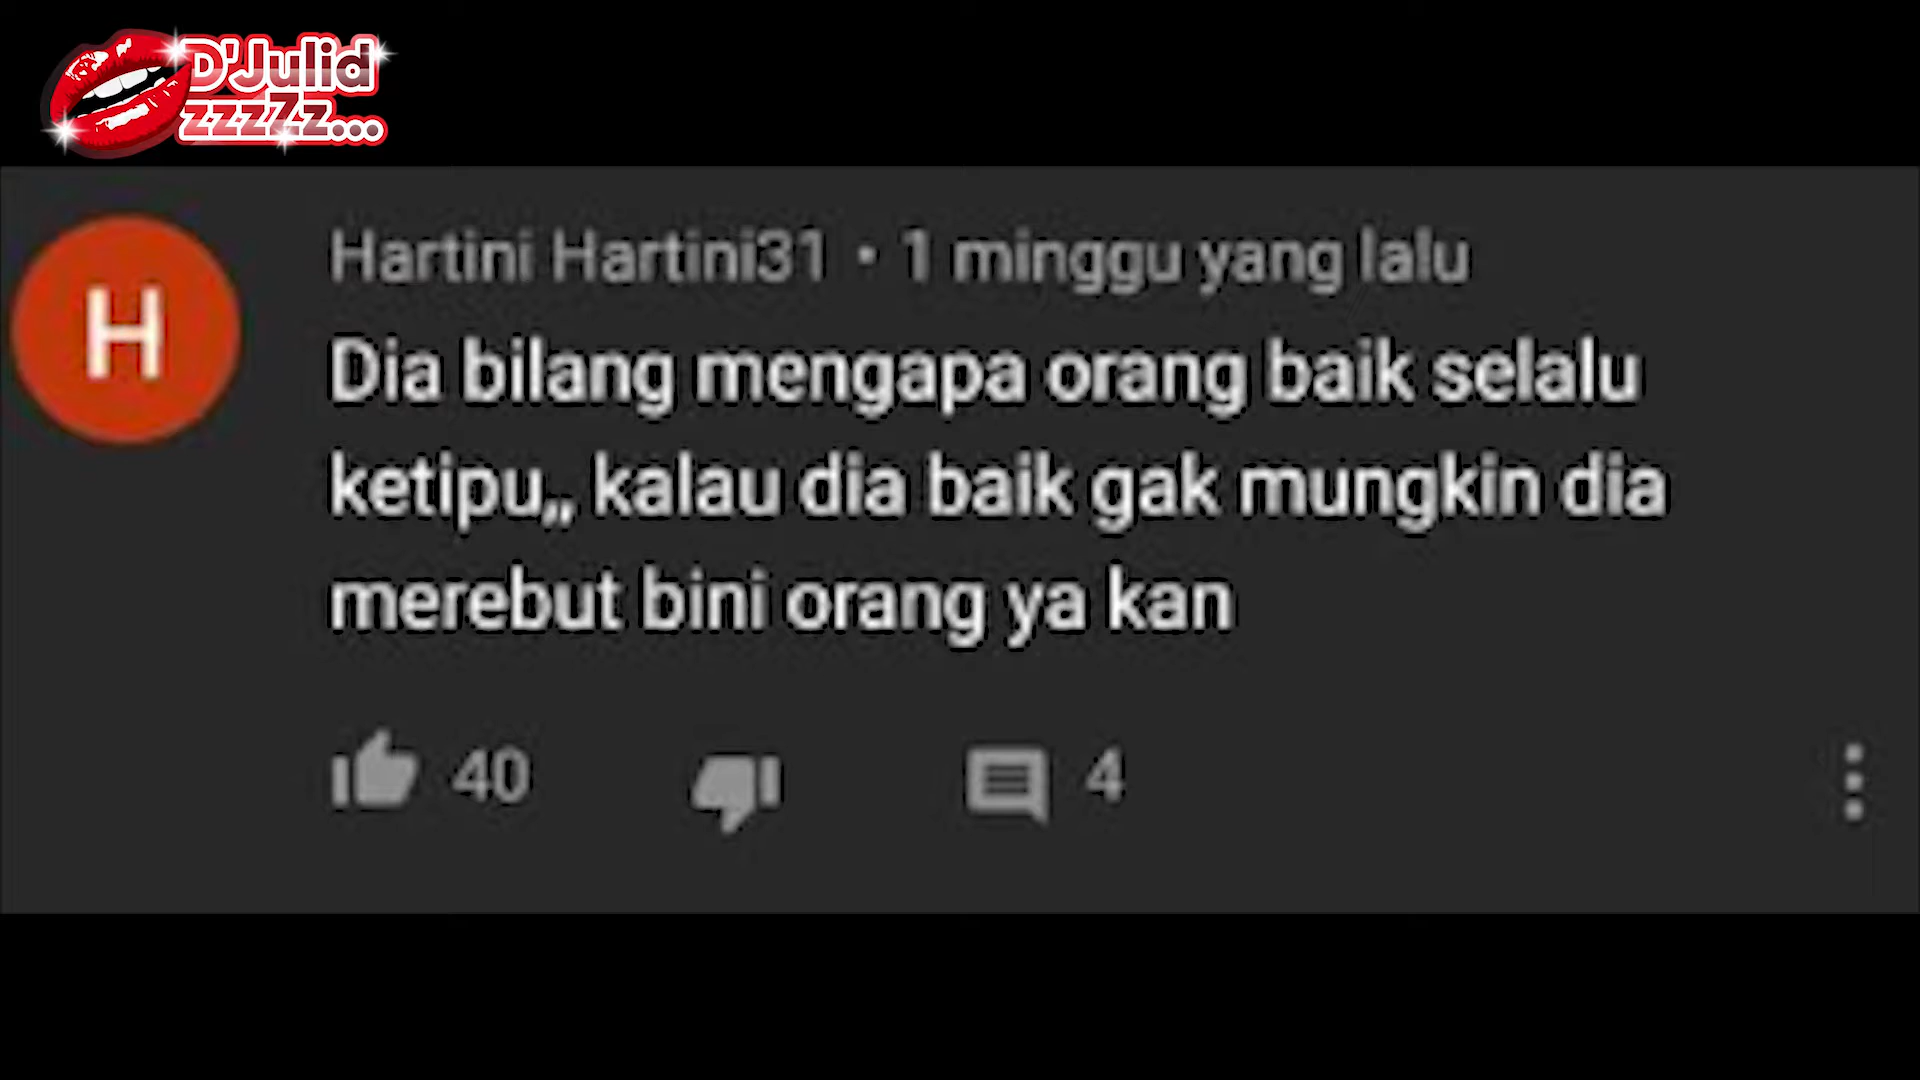 D'Julid
zzzZz...
Hartini Hartini31 • 1 minggu yang lalu
H
Dia bilang mengapa orang baik selalu
ketipu,, kalau dia baik gak mungkin dia
merebut bini orang ya kan
40
4